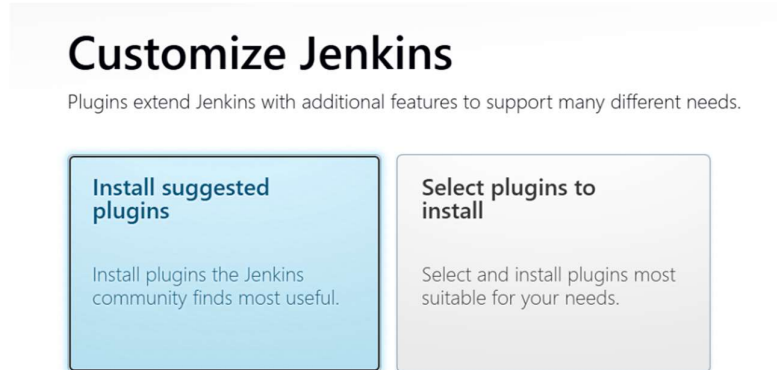 Customize Jenkins
Plugins extend Jenkins with additional features to support many different needs.
Install suggested
plugins
Install plugins the Jenkins
community finds most useful.
Select plugins to
install
Select and install plugins most
suitable for your needs.